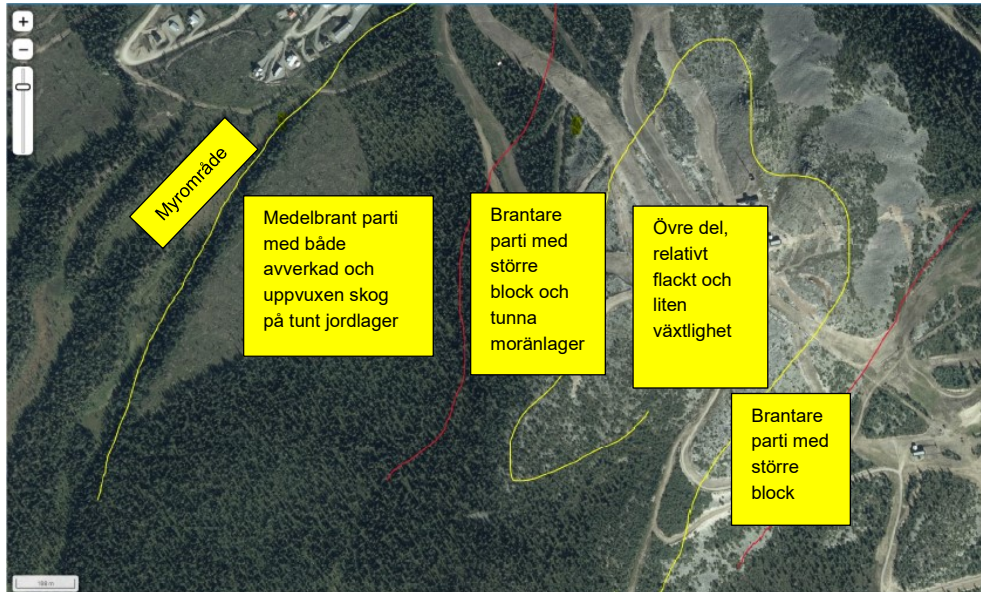 Myrområde
Medelbrant parti
med både
avverkad och
uppvuxen skog
på tunt jordlager
Brantare
parti med
större
block och
tunna
moränlager
Övre del,
relativt
flackt och
liten
växtlighet
Brantare
parti med
större
block